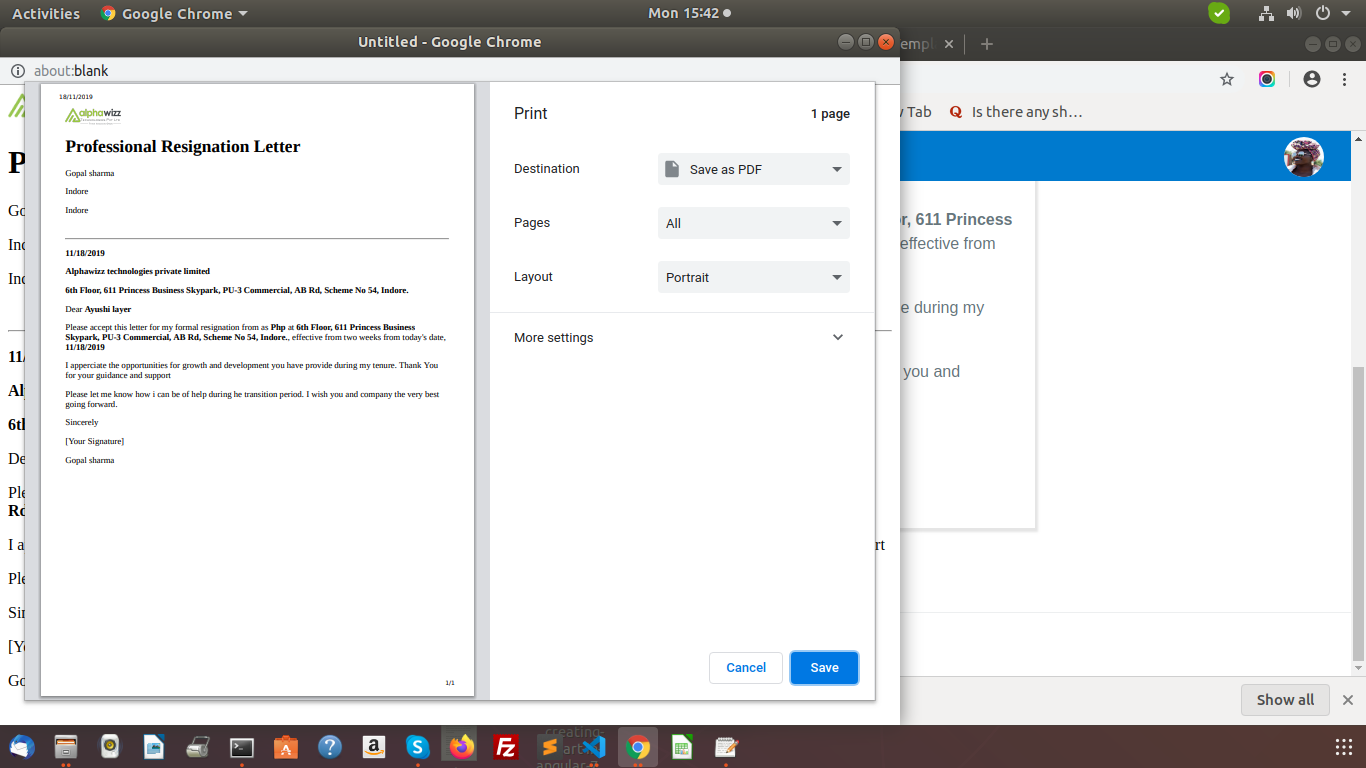 Activities
Google Chrome
Mon 15:42
Untitled - Google Chrome
empl
about:blank
Tab
Is there any sh…
18/11/2019
alphawizz
Professional Resignation Letter
Gopal sharma
Indore
Indore
11/18/2019
Alphawizz technologies private limited
6th Floor, 611 Princess Business Skypark, PU-3 Commercial, AB Rd, Scheme No 54, Indore.
Dear Ayushi layer
Please accept this letter for my formal resignation from as Php at 6th Floor, 611 Princess Business
Skypark, PU-3 Commercial, AB Rd, Scheme No 54, Indore., effective from two weeks from today's date,
11/18/2019
I apperciate the opportunities for growth and development you have provide during my tenure. Thank You
for your guidance and support
Please let me know how i can be of help during he transition period. I wish you and company the very best
going forward.
Sincerely
[Your Signature]
Gopal sharma
1/1
Print
1 page
Destination
Save as PDF
Pages
All
Layout
Portrait
More settings
Cancel
Save
P
Go
Ind
Ind
11/
Al
6th
De
Ple
Ro
I a
rt
Ple
Sin
[Yo
Go
or, 611 Princess
effective from
e during my
you and
Show all
creating-
art
angular-7